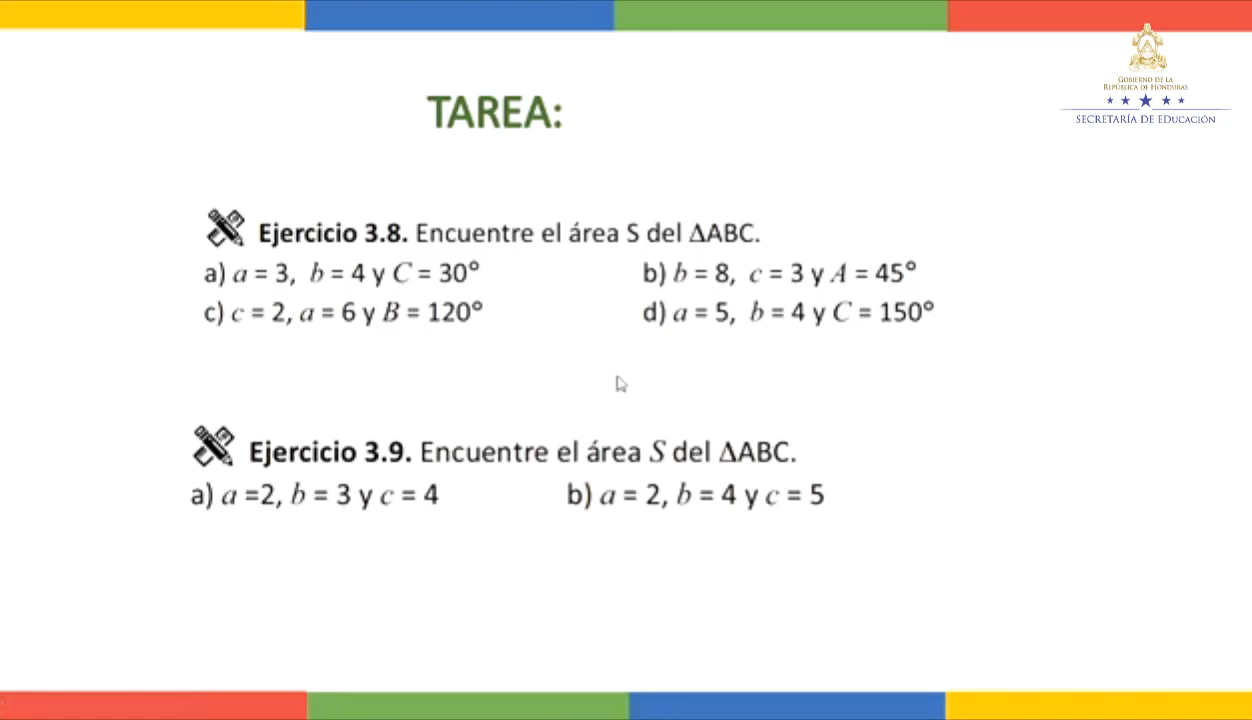 GOBIERNO DE LA
REPÚBLICA DE HONDURAS
SECRETARÍA DE EDUCACIÓN
TAREA:
Ejercicio 3.8. Encuentre el área S del ΔABC.
a) a = 3, b = 4 y C = 30° b) b = 8, c = 3 y A = 45°
c) c = 2, a = 6 y B = 120° d) a = 5, b = 4 y C = 150°
Ejercicio 3.9. Encuentre el área S del ΔABC.
a) a =2, b = 3 y c = 4 b) a = 2, b = 4 y c = 5